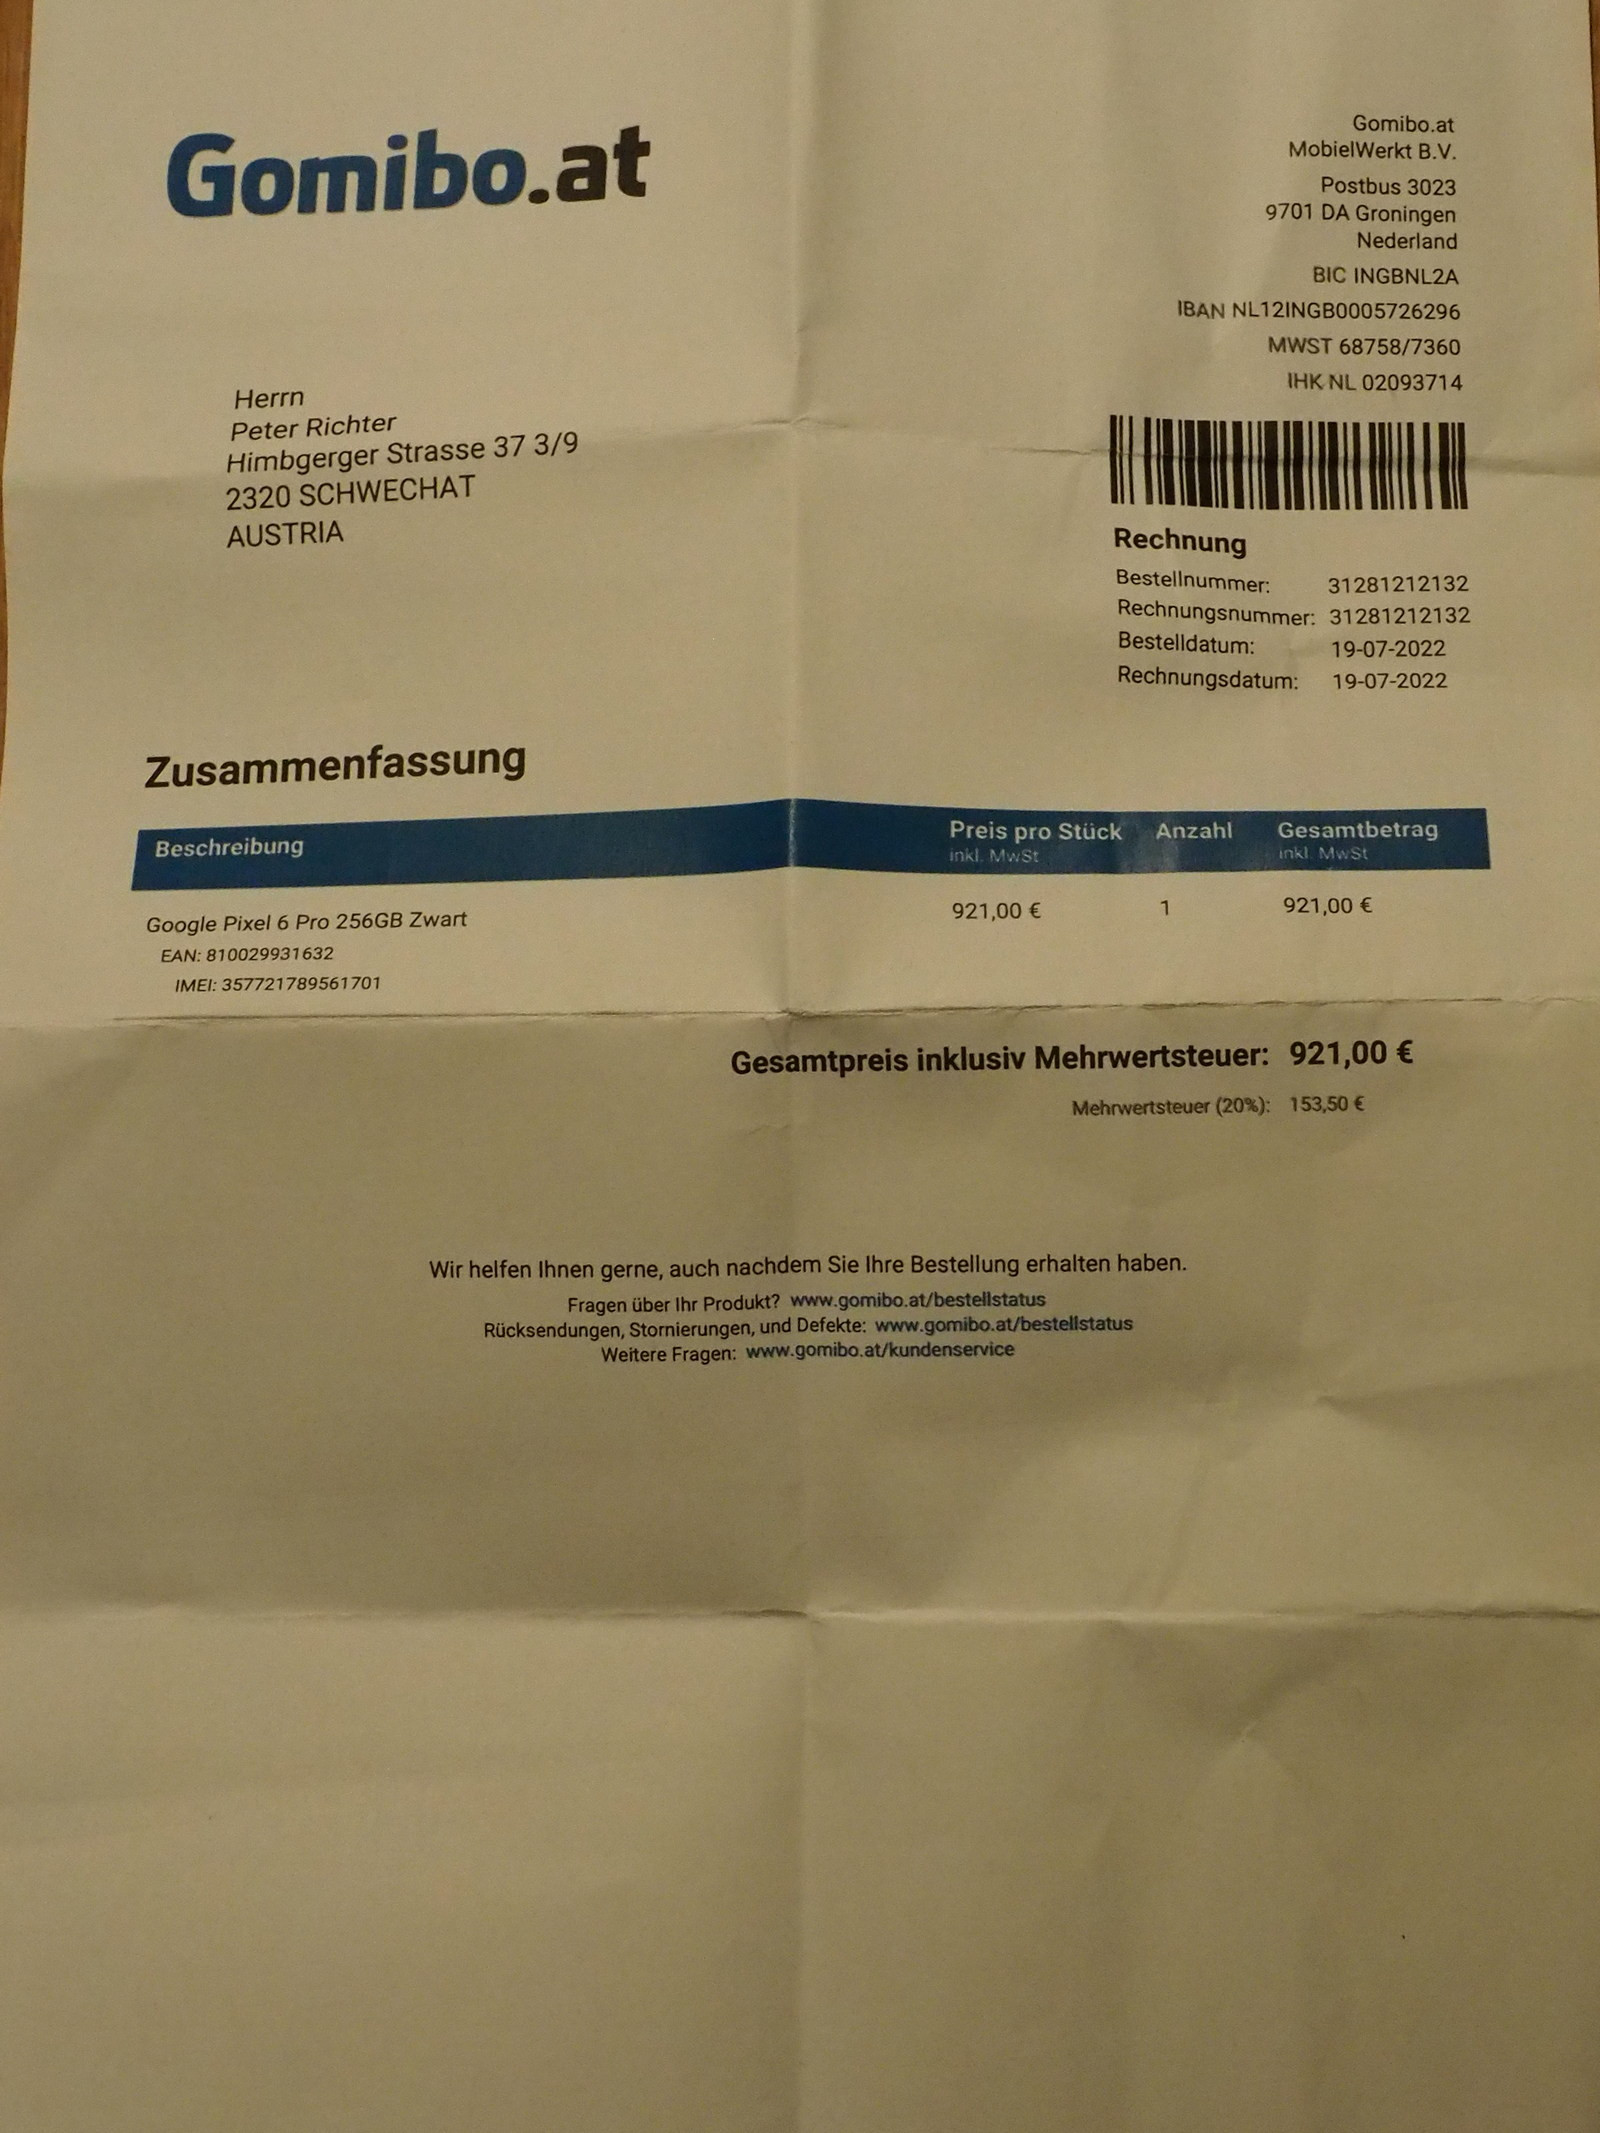 Gomibo.at
Gomibo.at
MobielWerkt B.V.
Postbus 3023
9701 DA Groningen
Nederland
BIC INGBNL2A
IBAN NL12INGB0005726296
MWST 68758/7360
IHK NL 02093714
Herrn
Peter Richter
Himbgerger Strasse 37 3/9
2320 SCHWECHAT
AUSTRIA
Rechnung
Bestellnummer: 31281212132
Rechnungsnummer: 31281212132
Bestelldatum: 19-07-2022
Rechnungsdatum: 19-07-2022
Zusammenfassung
Beschreibung Preis pro Stück Anzahl Gesamtbetrag
inkl. MwSt inkl. MwSt
Google Pixel 6 Pro 256GB Zwart 921,00 € 1 921,00 €
EAN: 810029931632
IMEI: 357721789561701
Gesamtpreis inklusiv Mehrwertsteuer: 921,00 €
Mehrwertsteuer (20%): 153,50 €
Wir helfen Ihnen gerne, auch nachdem Sie Ihre Bestellung erhalten haben.
Fragen über Ihr Produkt? www.gomibo.at/bestellstatus
Rücksendungen, Stornierungen, und Defekte: www.gomibo.at/bestellstatus
Weitere Fragen: www.gomibo.at/kundenservice